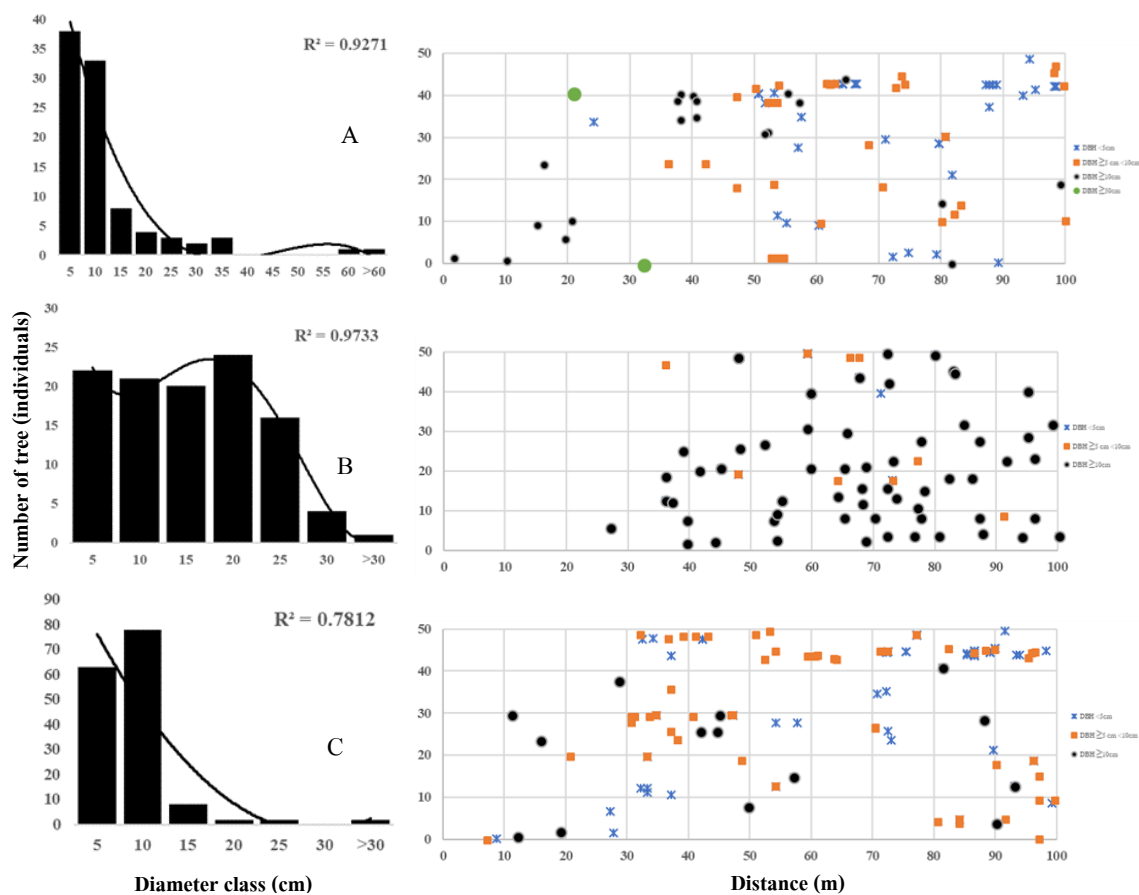 40
35
30
25
20
15
10
5
0
R² = 0.9271
A
5 10 15 20 25 30 35 40 45 50 55 60 >60
50
40
30
20
10
0
0 10 20 30 40 50 60 70 80 90 100
DBH <5cm
DBH ≧5 cm <10cm
DBH ≧10cm
DBH ≧30cm
Number of tree (individuals)
30
25
20
15
10
5
0
R² = 0.9733
B
5 10 15 20 25 30 >30
50
40
30
20
10
0
0 10 20 30 40 50 60 70 80 90 100
DBH <5cm
DBH ≧5 cm <10cm
DBH ≧10cm
90
80
70
60
50
40
30
20
10
0
R² = 0.7812
C
5 10 15 20 25 30 >30
50
40
30
20
10
0
0 10 20 30 40 50 60 70 80 90 100
DBH <5cm
DBH ≧5 cm <10cm
DBH ≧10cm
Diameter class (cm)
Distance (m)